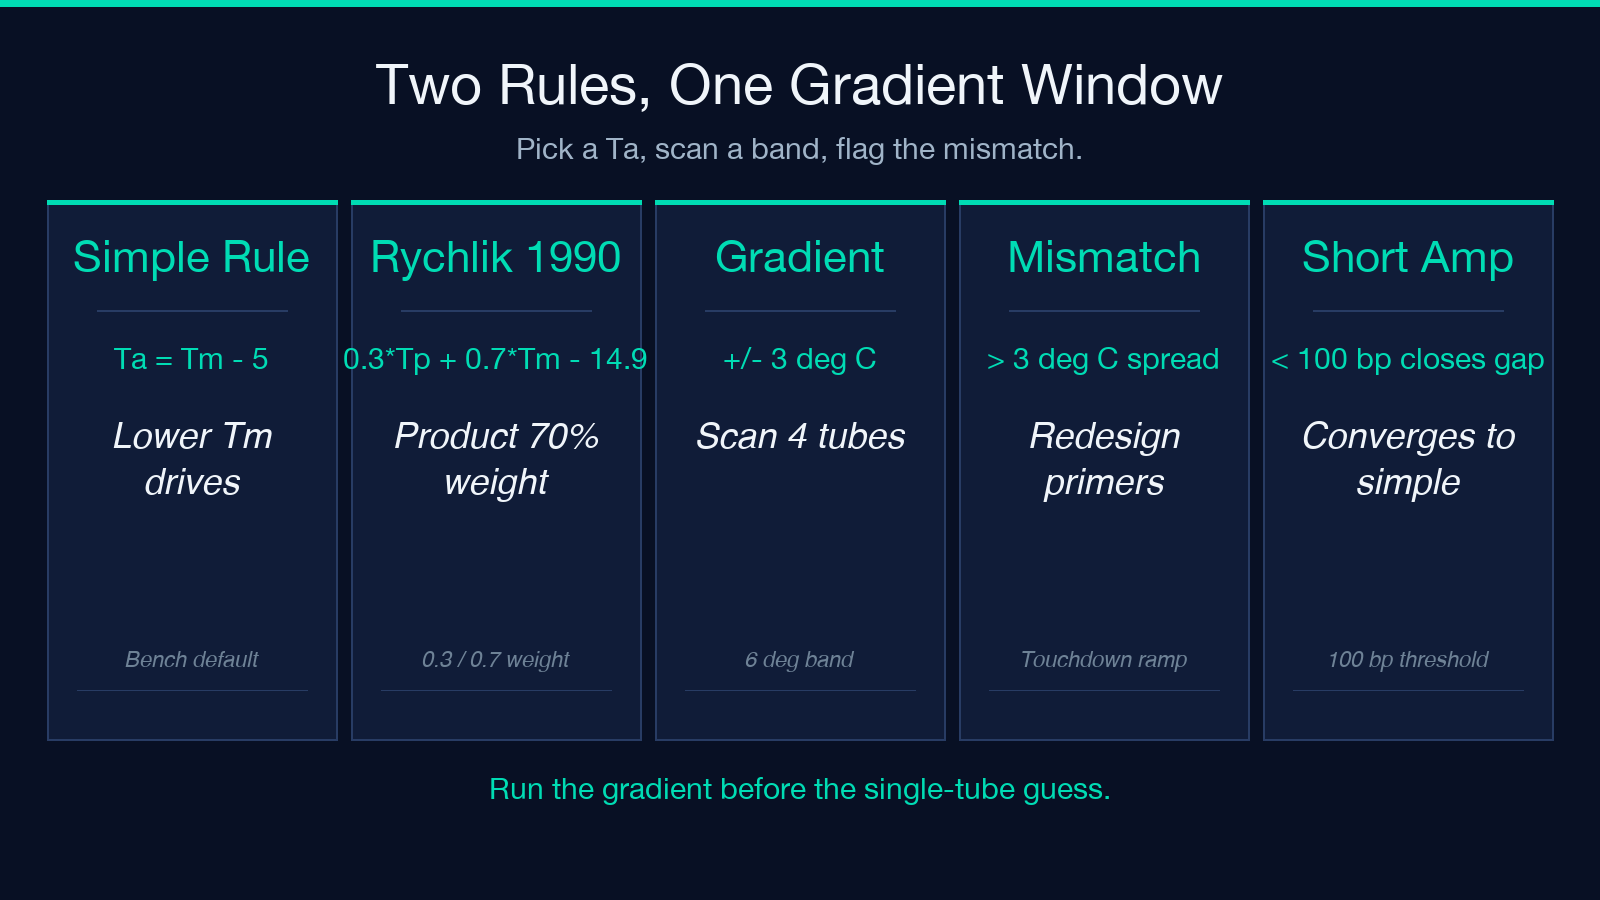 Two Rules, One Gradient Window
Pick a Ta, scan a band, flag the mismatch.
Simple Rule
Ta = Tm - 5
Lower Tm
drives
Bench default
Rychlik 1990
0.3*Tp + 0.7*Tm - 14.9
Product 70%
weight
0.3 / 0.7 weight
Gradient
+/- 3 deg C
Scan 4 tubes
6 deg band
Mismatch
> 3 deg C spread
Redesign
primers
Touchdown ramp
Short Amp
< 100 bp closes gap
Converges to
simple
100 bp threshold
Run the gradient before the single-tube guess.